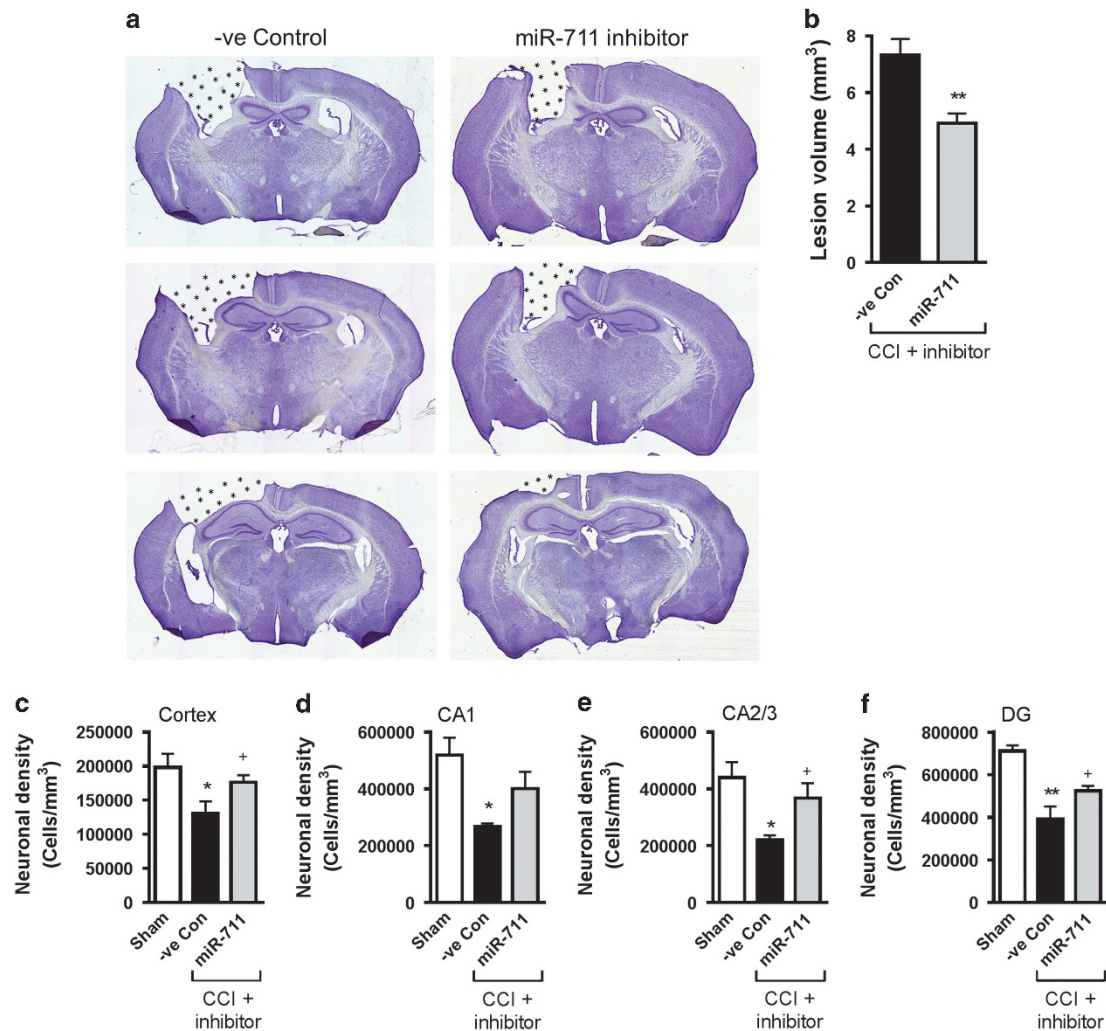 a
-ve Control
miR-711 inhibitor
b
Lesion volume (mm³)
8
6
4
2
0
**
-ve Con
miR-711
CCI + inhibitor
c
Cortex
Neuronal density
(Cells/mm³)
250000
200000
150000
100000
50000
0
*
+
Sham
-ve Con
miR-711
CCI +
inhibitor
d
CA1
Neuronal density
(Cells/mm³)
600000
400000
200000
0
*
Sham
-ve Con
miR-711
CCI +
inhibitor
e
CA2/3
Neuronal density
(Cells/mm³)
600000
400000
200000
0
*
+
Sham
-ve Con
miR-711
CCI +
inhibitor
f
DG
Neuronal density
(Cells/mm³)
800000
600000
400000
200000
0
**
+
Sham
-ve Con
miR-711
CCI +
inhibitor